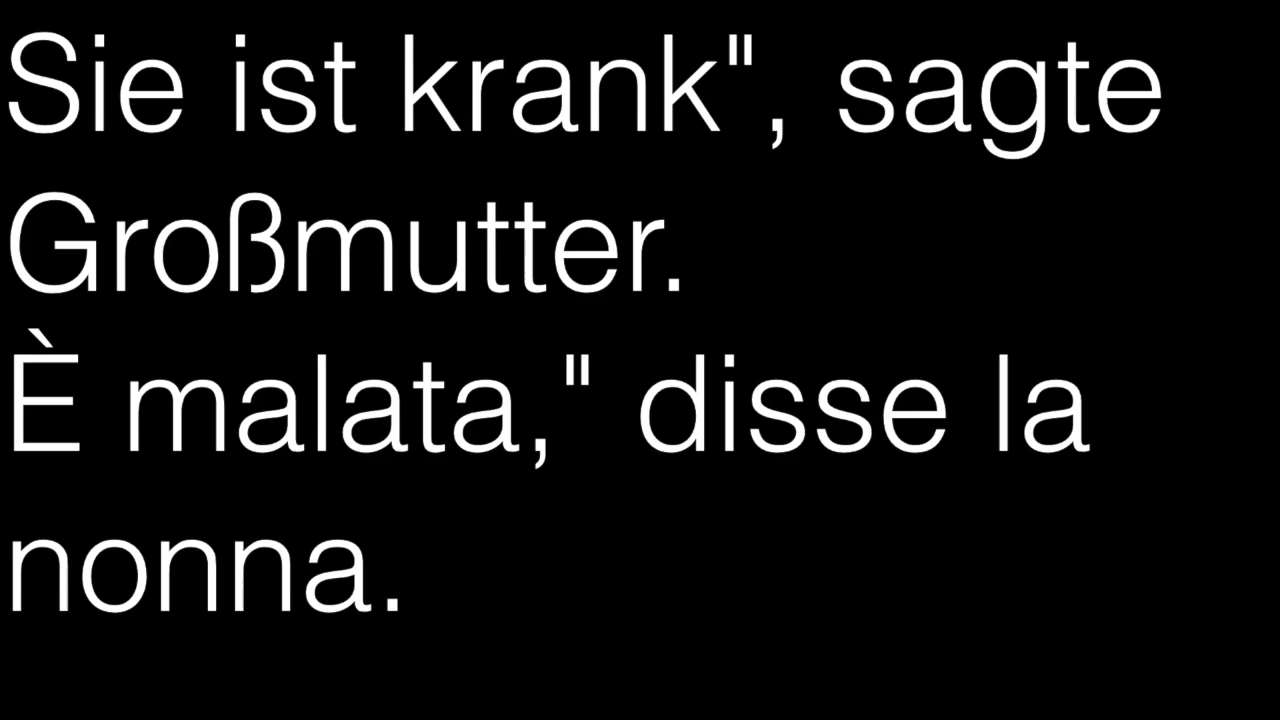 Sie ist krank", sagte
Großmutter.
È malata," disse la
nonna.